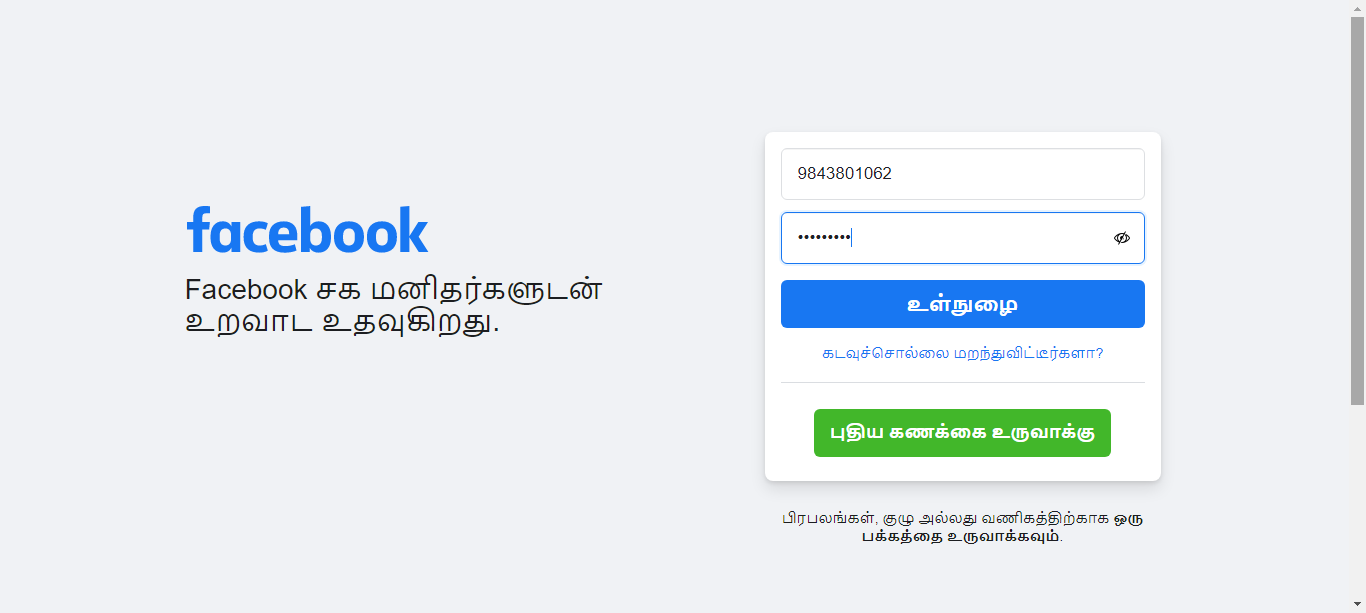 facebook
Facebook சக மனிதர்களுடன்
உறவாட உதவுகிறது.
9843801062
•••••••••
உள்நுழை
கடவுச்சொல்லை மறந்துவிட்டீர்களா?
புதிய கணக்கை உருவாக்கு
பிரபலங்கள், குழு அல்லது வணிகத்திற்காக ஒரு
பக்கத்தை உருவாக்கவும்.